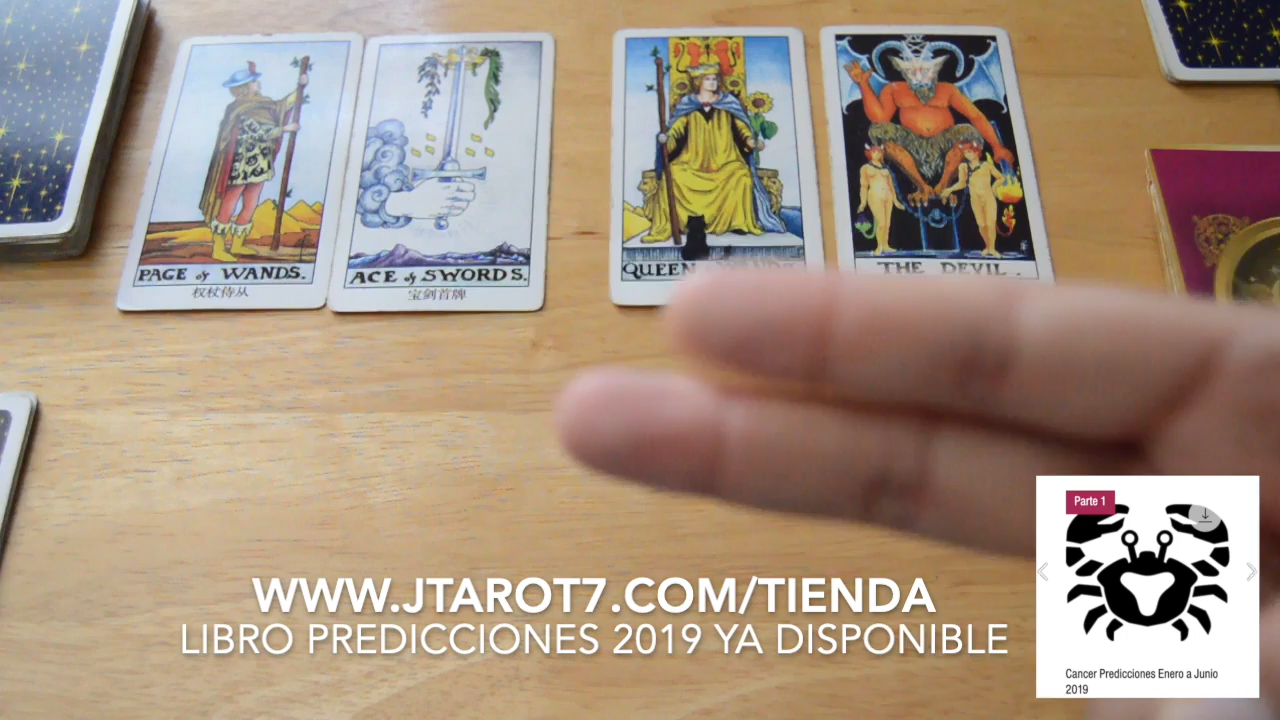 PAGE of WANDS.
权杖侍从
ACE of SWORDS.
宝剑首牌
QUEEN
THE DEVIL.
WWW.JTAROT7.COM/TIENDA
LIBRO PREDICCIONES 2019 YA DISPONIBLE
Parte 1
Cancer Predicciones Enero a Junio
2019